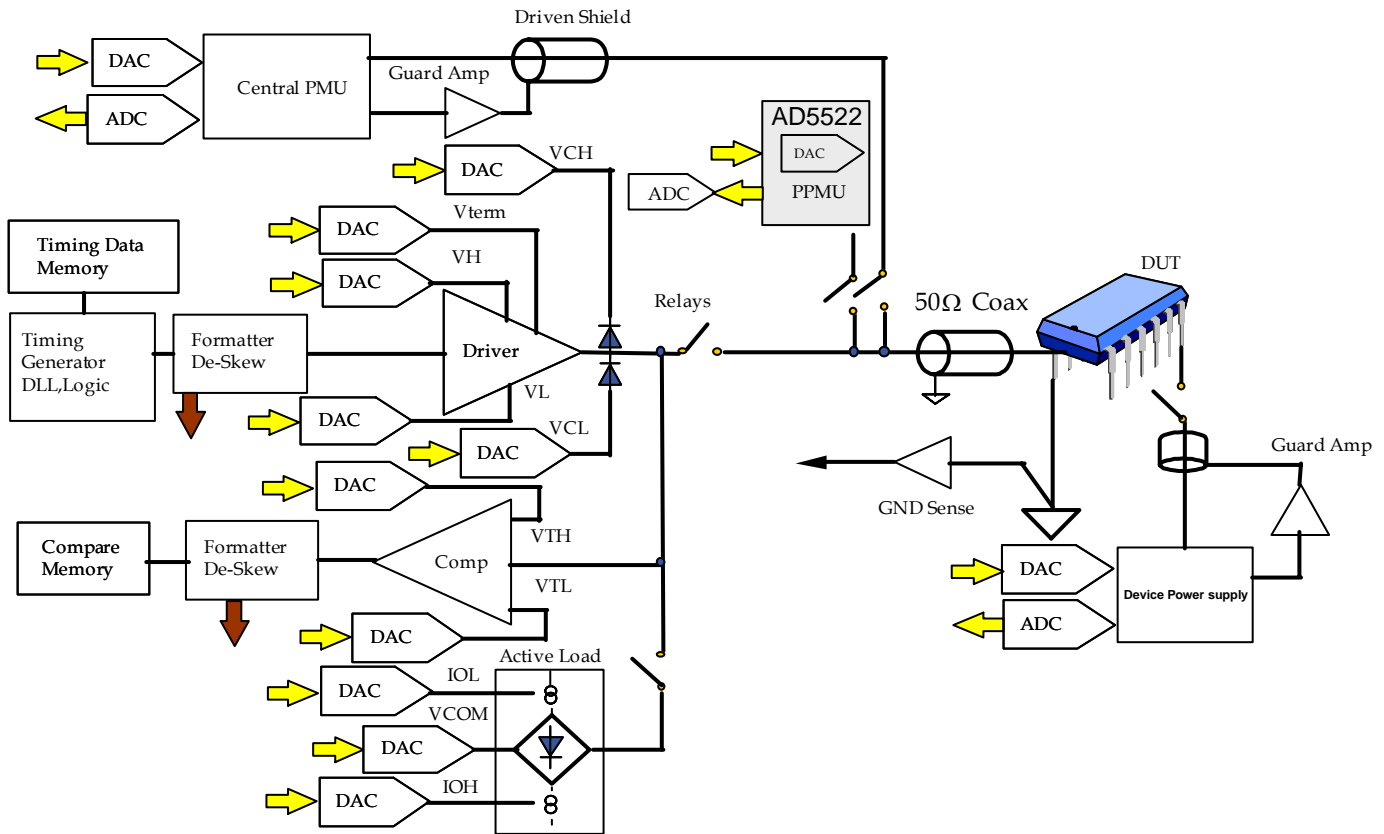 Driven Shield
DAC
Central PMU
Guard Amp
ADC
AD5522
DAC
PPMU
ADC
DAC
VCH
DAC
Vterm
DAC
VH
Timing Data
Memory
Timing
Generator
DLL,Logic
Formatter
De-Skew
Driver
Relays
50Ω Coax
DUT
VL
DAC
VCL
DAC
DAC
VTH
GND Sense
Guard Amp
Compare
Memory
Formatter
De-Skew
Comp
VTL
DAC
DAC
ADC
Device Power supply
Active Load
DAC
IOL
VCOM
DAC
IOH
DAC